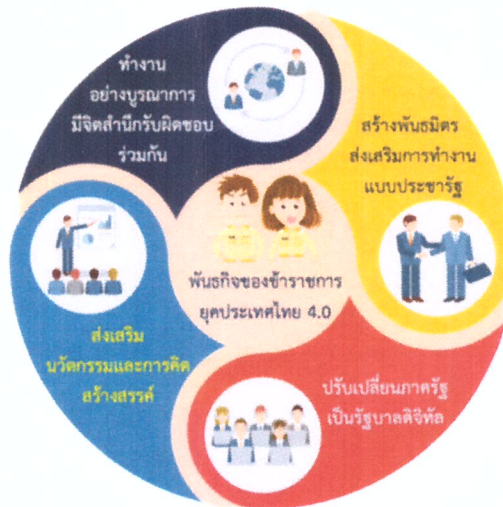 ทำงาน
อย่างบูรณาการ
มีจิตสำนึกรับผิดชอบ
ร่วมกัน
สร้างพันธมิตร
ส่งเสริมการทำงาน
แบบประชารัฐ
พันธกิจของข้าราชการ
ยุคประเทศไทย 4.0
ส่งเสริม
นวัตกรรมและการคิด
สร้างสรรค์
ปรับเปลี่ยนภาครัฐ
เป็นรัฐบาลดิจิทัล